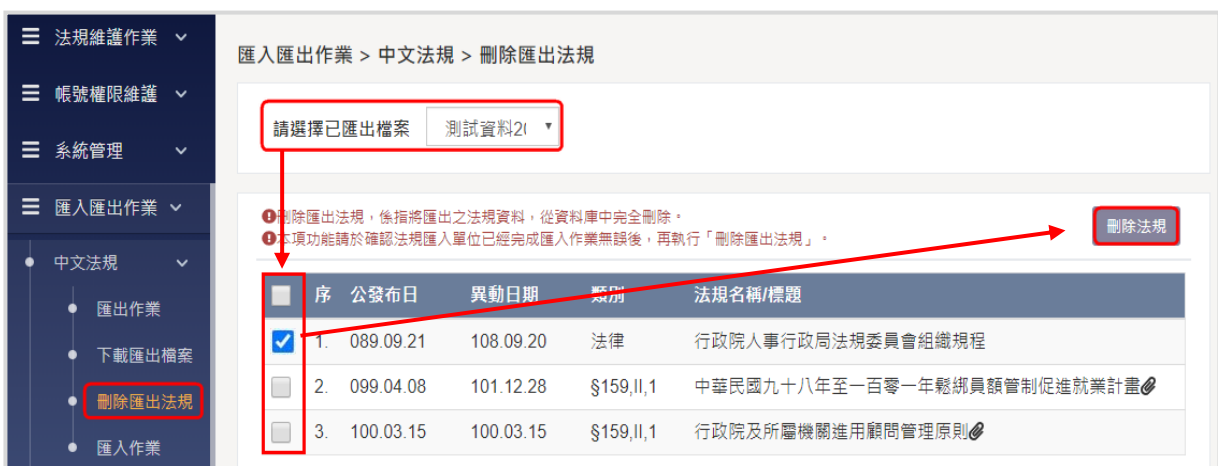 法規維護作業
帳號權限維護
系統管理
匯入匯出作業
中文法規
匯出作業
下載匯出檔案
刪除匯出法規
匯入作業
匯入匯出作業 > 中文法規 > 刪除匯出法規
請選擇已匯出檔案 測試資料2(
刪除匯出法規，係指將匯出之法規資料，從資料庫中完全刪除。
本項功能請於確認法規匯入單位已經完成匯入作業無誤後，再執行「刪除匯出法規」。
刪除法規
序 公發布日 異動日期 類別 法規名稱/標題
1. 089.09.21 108.09.20 法律 行政院人事行政局法規委員會組織規程
2. 099.04.08 101.12.28 §159,II,1 中華民國九十八年至一百零一年鬆綁員額管制促進就業計畫
3. 100.03.15 100.03.15 §159,II,1 行政院及所屬機關進用顧問管理原則